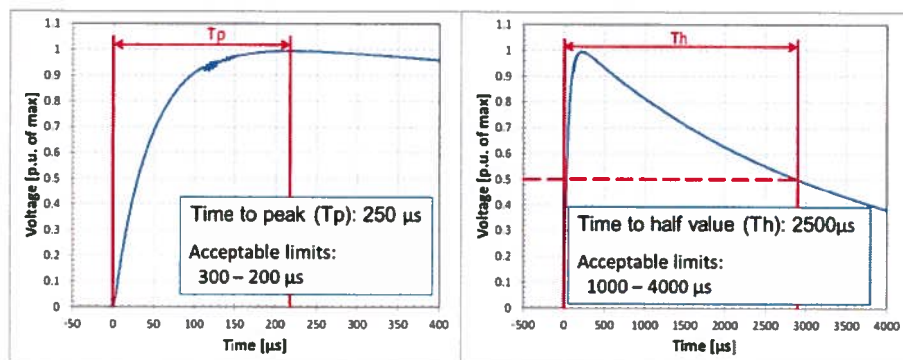 1.1
1
0.9
0.8
0.7
0.6
0.5
0.4
0.3
0.2
0.1
0
Voltage [p.u. of max]
Tp
Time to peak (Tp): 250 µs
Acceptable limits:
300 – 200 µs
-50 0 50 100 150 200 250 300 350 400
Time [µs]
1.1
1
0.9
0.8
0.7
0.6
0.5
0.4
0.3
0.2
0.1
0
Voltage [p.u. of max]
Th
Time to half value (Th): 2500µs
Acceptable limits:
1000 – 4000 µs
-500 0 500 1000 1500 2000 2500 3000 3500 4000
Time [µs]